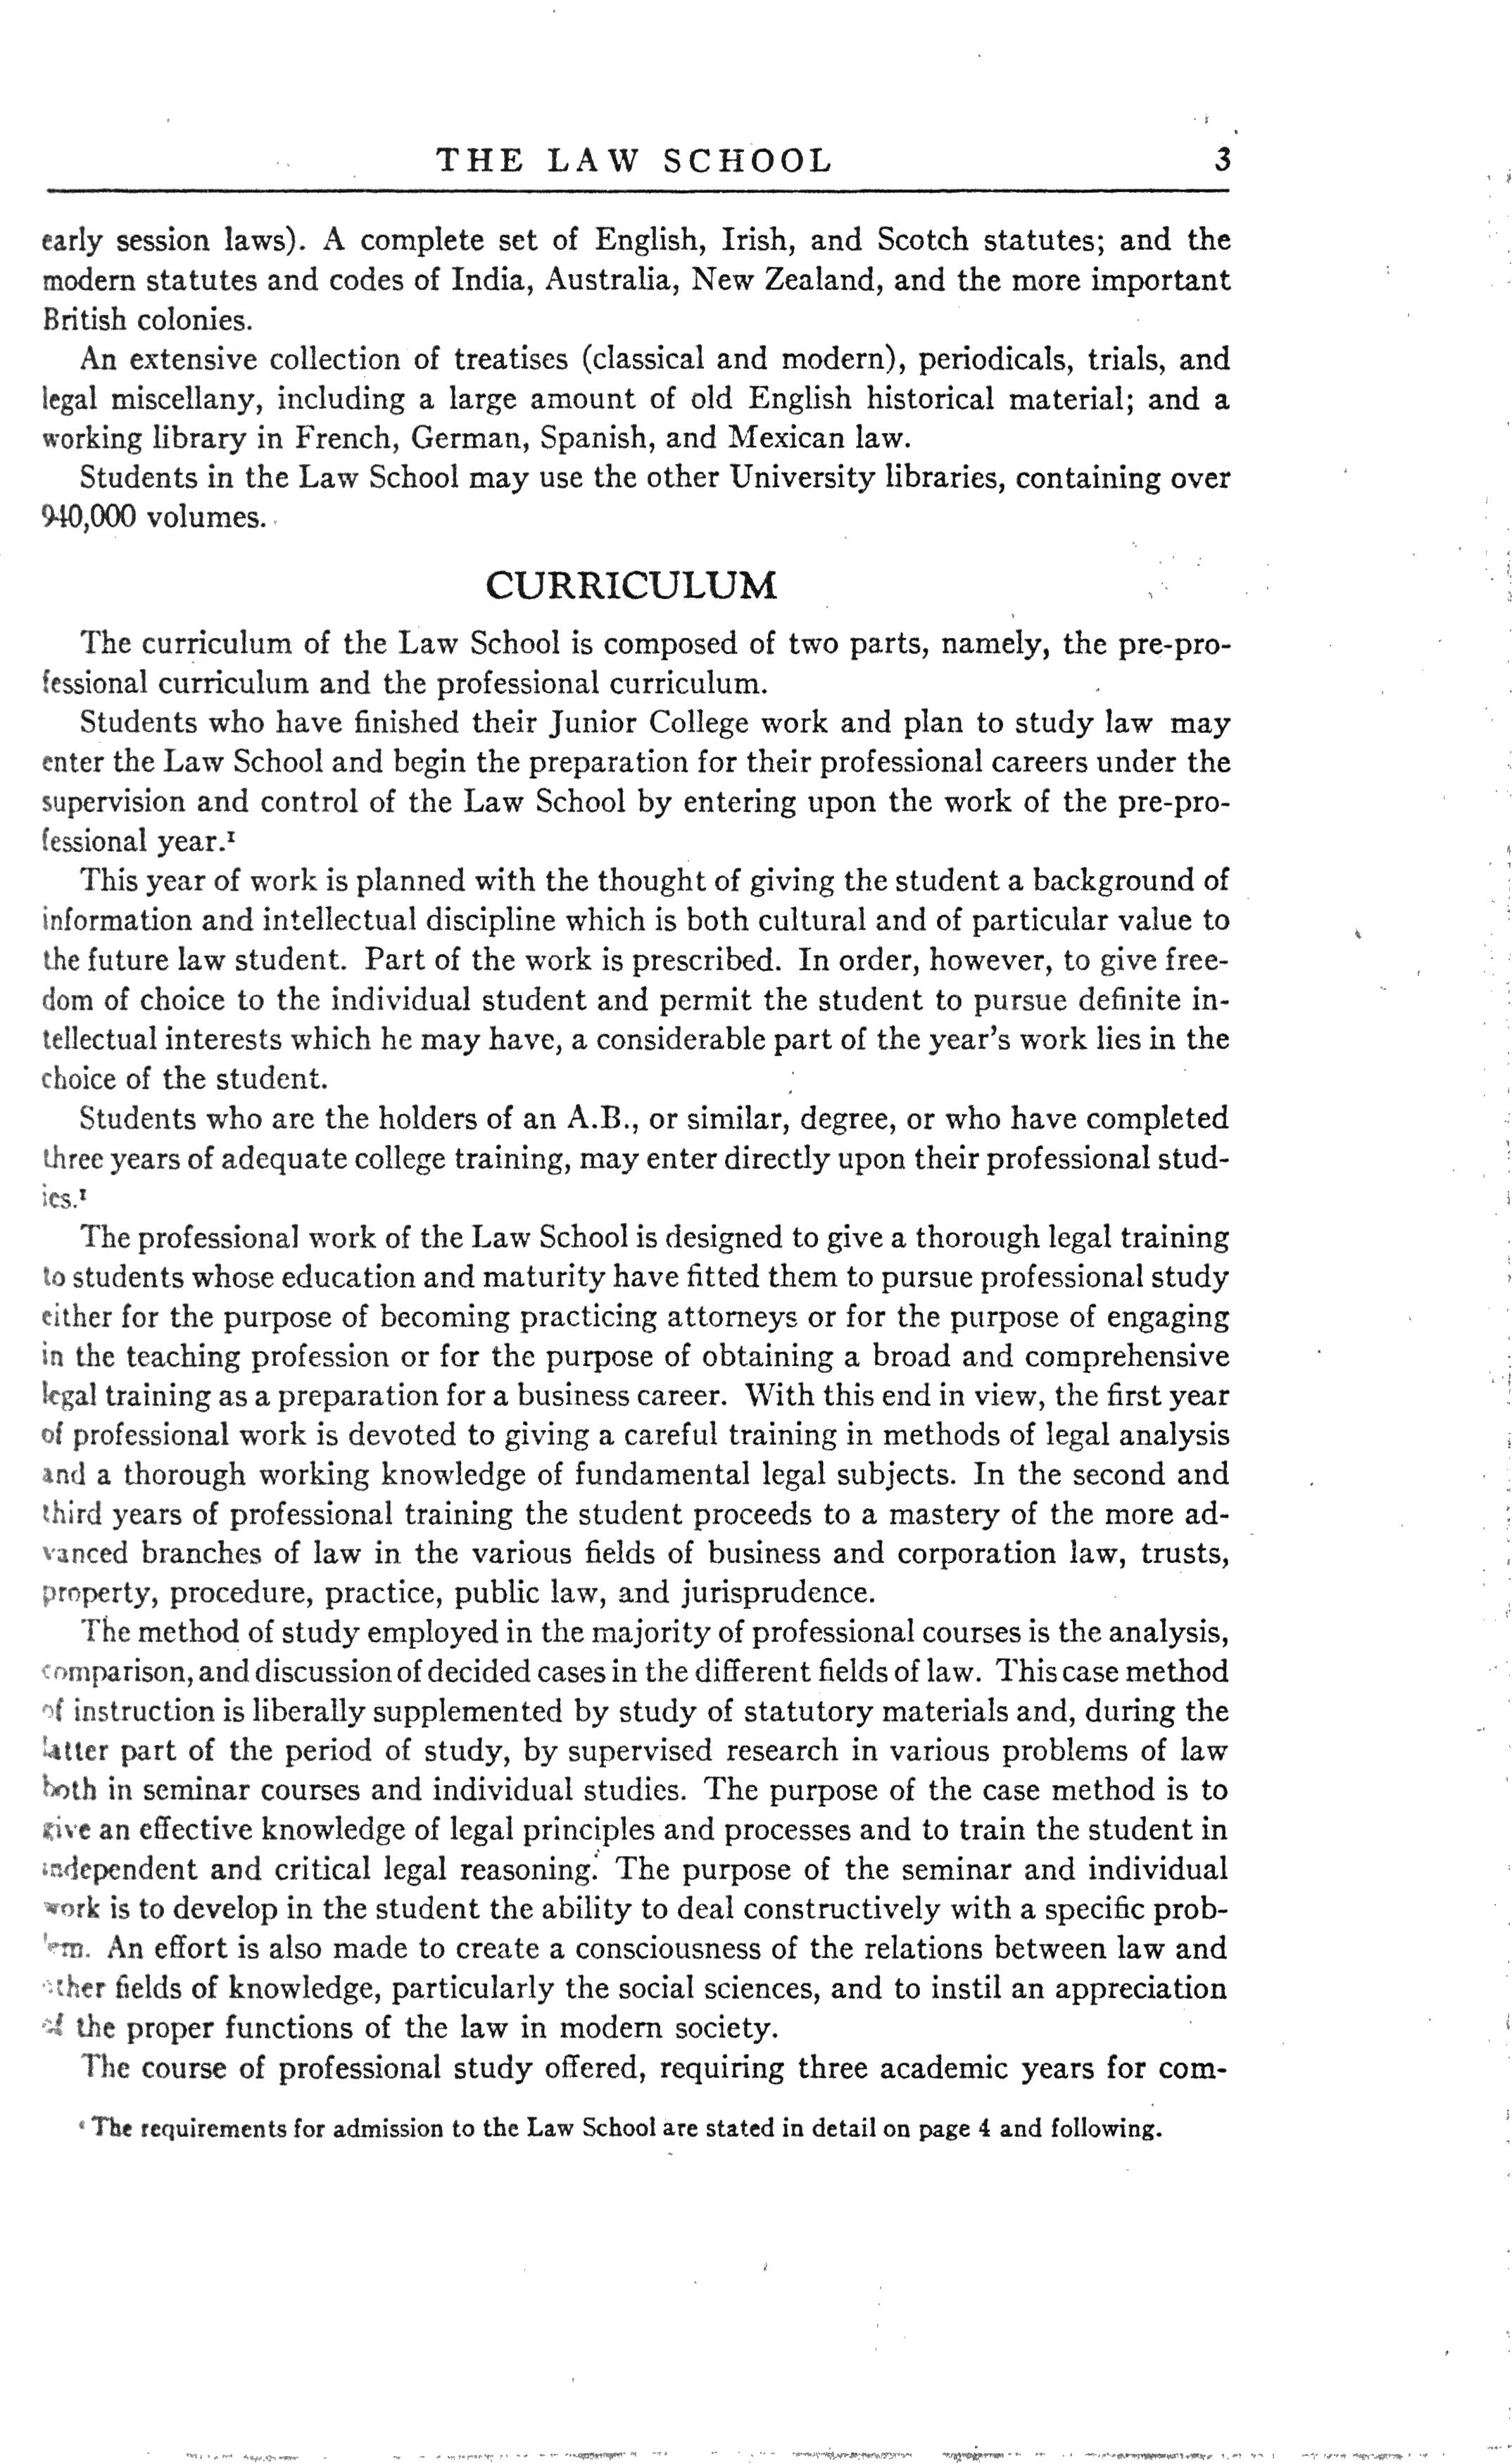 THE LAW SCHOOL 3
early session laws). A complete set of English, Irish, and Scotch statutes; and the
modern statutes and codes of India, Australia, New Zealand, and the more important
British colonies.
An extensive collection of treatises (classical and modern), periodicals, trials, and
legal miscellany, including a large amount of old English historical material; and a
working library in French, German, Spanish, and Mexican law.
Students in the Law School may use the other University libraries, containing over
940,000 volumes.
CURRICULUM
The curriculum of the Law School is composed of two parts, namely, the pre-pro-
fessional curriculum and the professional curriculum.
Students who have finished their Junior College work and plan to study law may
enter the Law School and begin the preparation for their professional careers under the
supervision and control of the Law School by entering upon the work of the pre-pro-
fessional year.¹
This year of work is planned with the thought of giving the student a background of
information and intellectual discipline which is both cultural and of particular value to
the future law student. Part of the work is prescribed. In order, however, to give free-
dom of choice to the individual student and permit the student to pursue definite in-
tellectual interests which he may have, a considerable part of the year's work lies in the
choice of the student.
Students who are the holders of an A.B., or similar, degree, or who have completed
three years of adequate college training, may enter directly upon their professional stud-
ies.¹
The professional work of the Law School is designed to give a thorough legal training
to students whose education and maturity have fitted them to pursue professional study
either for the purpose of becoming practicing attorneys or for the purpose of engaging
in the teaching profession or for the purpose of obtaining a broad and comprehensive
legal training as a preparation for a business career. With this end in view, the first year
of professional work is devoted to giving a careful training in methods of legal analysis
and a thorough working knowledge of fundamental legal subjects. In the second and
third years of professional training the student proceeds to a mastery of the more ad-
vanced branches of law in the various fields of business and corporation law, trusts,
property, procedure, practice, public law, and jurisprudence.
The method of study employed in the majority of professional courses is the analysis,
comparison, and discussion of decided cases in the different fields of law. This case method
of instruction is liberally supplemented by study of statutory materials and, during the
latter part of the period of study, by supervised research in various problems of law
both in seminar courses and individual studies. The purpose of the case method is to
give an effective knowledge of legal principles and processes and to train the student in
independent and critical legal reasoning. The purpose of the seminar and individual
work is to develop in the student the ability to deal constructively with a specific prob-
lem. An effort is also made to create a consciousness of the relations between law and
other fields of knowledge, particularly the social sciences, and to instil an appreciation
of the proper functions of the law in modern society.
The course of professional study offered, requiring three academic years for com-
¹ The requirements for admission to the Law School are stated in detail on page 4 and following.